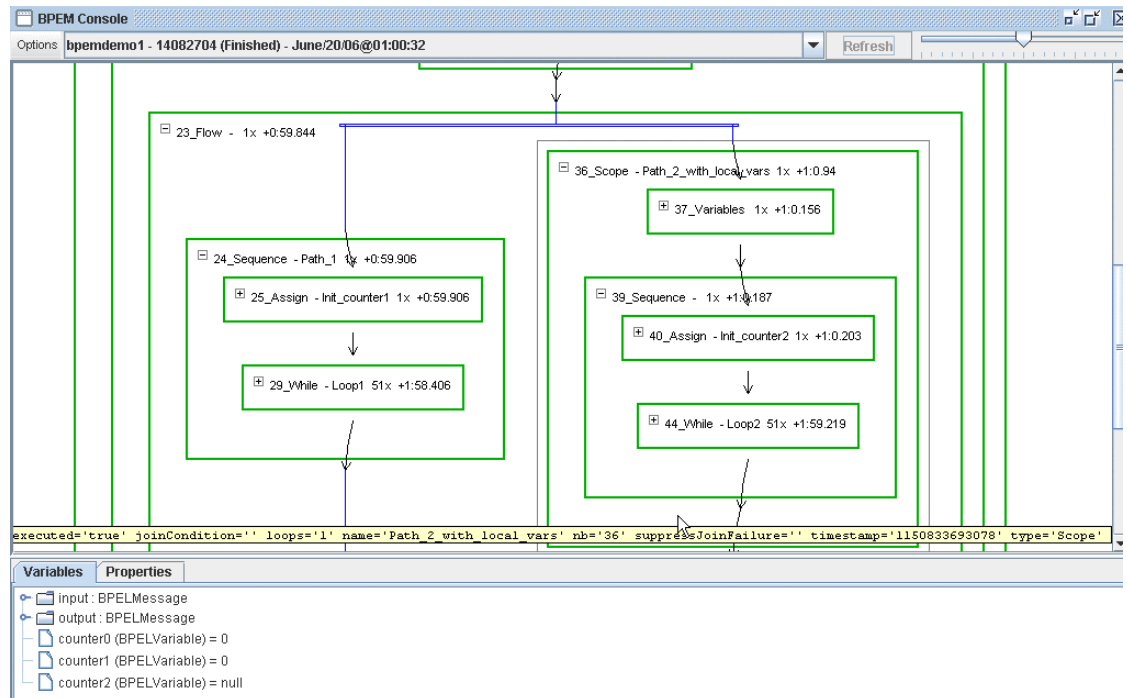 BPEM Console
Options bpemdemo1 - 14082704 (Finished) - June/20/06@01:00:32 Refresh
23_Flow - 1x +0:59.844
36_Scope - Path_2_with_local_vars 1x +1:0.94
37_Variables 1x +1:0.156
24_Sequence - Path_1 1x +0:59.906
25_Assign - Init_counter1 1x +0:59.906
39_Sequence - 1x +1:0.187
40_Assign - Init_counter2 1x +1:0.203
29_While - Loop1 51x +1:58.406
44_While - Loop2 51x +1:59.219
executed='true' joinCondition='' loops='1' name='Path_2_with_local_vars' nb='36' suppressJoinFailure='' timestamp='1150833693078' type='Scope'
Variables Properties
input : BPELMessage
output : BPELMessage
counter0 (BPELVariable) = 0
counter1 (BPELVariable) = 0
counter2 (BPELVariable) = null